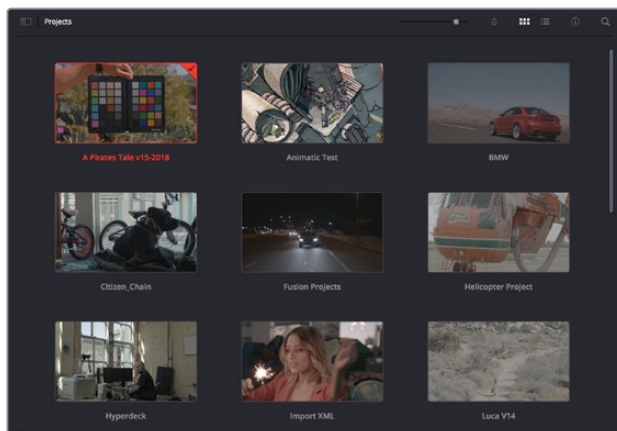 Projects
A Pirates Tale v15-2018
Animatic Test
BMW
Citizen_Chain
Fusion Projects
Helicopter Project
Hyperdeck
Import XML
Luca V14